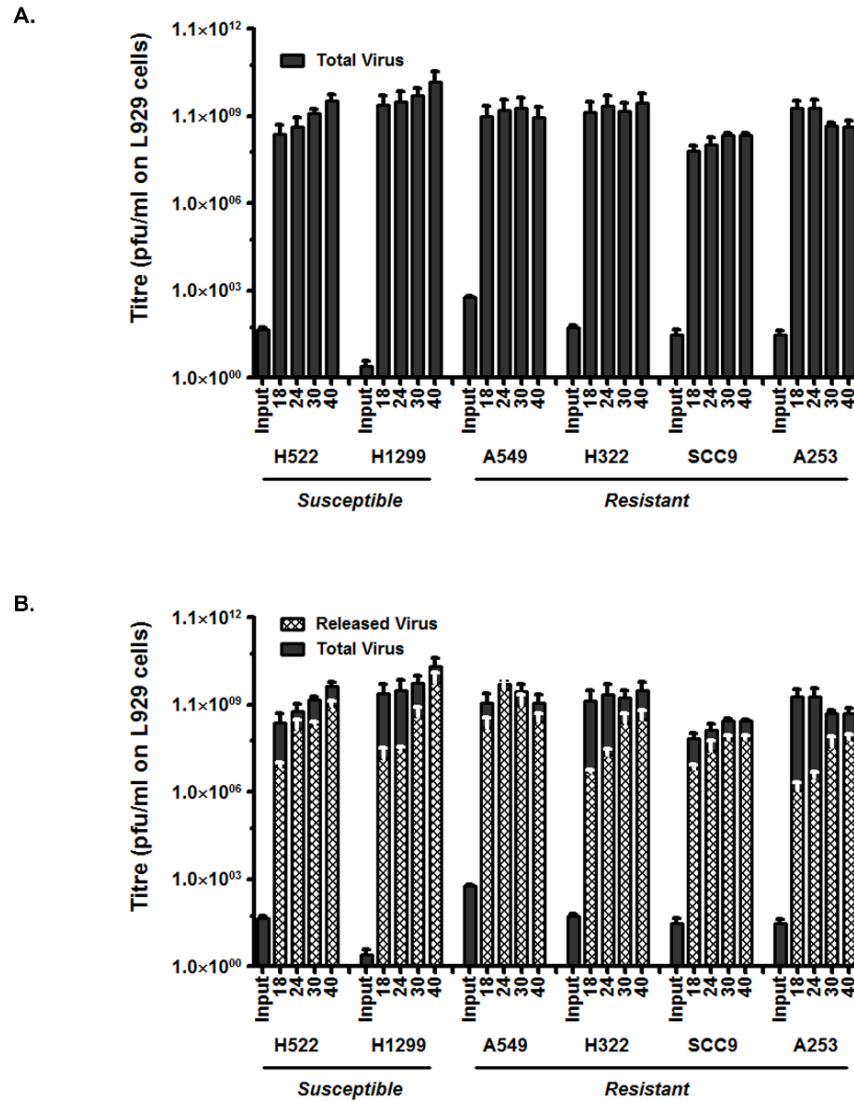 A.
Titre (pfu/ml on L929 cells)
1.1×10¹²
1.1×10⁰⁹
1.0×10⁰⁶
1.0×10⁰³
1.0×10⁰⁰
Total Virus
Input 18 24 30 40 Input 18 24 30 40 Input 18 24 30 40 Input 18 24 30 40 Input 18 24 30 40 Input 18 24 30 40
H522 H1299 A549 H322 SCC9 A253
Susceptible Resistant
B.
Titre (pfu/ml on L929 cells)
1.1×10¹²
1.1×10⁰⁹
1.0×10⁰⁶
1.0×10⁰³
1.0×10⁰⁰
Released Virus
Total Virus
Input 18 24 30 40 Input 18 24 30 40 Input 18 24 30 40 Input 18 24 30 40 Input 18 24 30 40 Input 18 24 30 40
H522 H1299 A549 H322 SCC9 A253
Susceptible Resistant